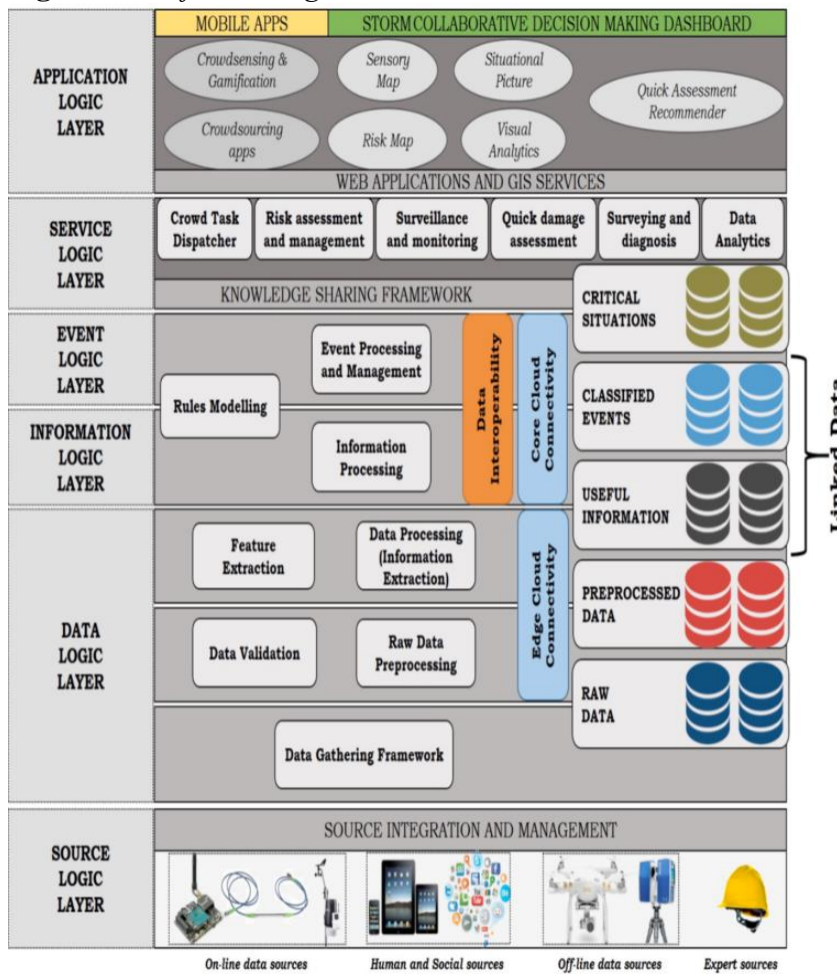 MOBILE APPS
STORM COLLABORATIVE DECISION MAKING DASHBOARD
APPLICATION
LOGIC
LAYER
Crowdsensing &
Gamification
Sensory
Map
Situational
Picture
Quick Assessment
Recommender
Crowdsourcing
apps
Risk Map
Visual
Analytics
WEB APPLICATIONS AND GIS SERVICES
SERVICE
LOGIC
LAYER
Crowd Task
Dispatcher
Risk assessment
and management
Surveillance
and monitoring
Quick damage
assessment
Surveying and
diagnosis
Data
Analytics
KNOWLEDGE SHARING FRAMEWORK
CRITICAL
SITUATIONS
EVENT
LOGIC
LAYER
Event Processing
and Management
Rules Modelling
Data
Interoperability
Core Cloud
Connectivity
CLASSIFIED
EVENTS
INFORMATION
LOGIC
LAYER
Information
Processing
USEFUL
INFORMATION
Linked Data
DATA
LOGIC
LAYER
Feature
Extraction
Data Processing
(Information
Extraction)
Edge Cloud
Connectivity
PREPROCESSED
DATA
Data Validation
Raw Data
Preprocessing
RAW
DATA
Data Gathering Framework
SOURCE
LOGIC
LAYER
SOURCE INTEGRATION AND MANAGEMENT
On-line data sources
Human and Social sources
Off-line data sources
Expert sources